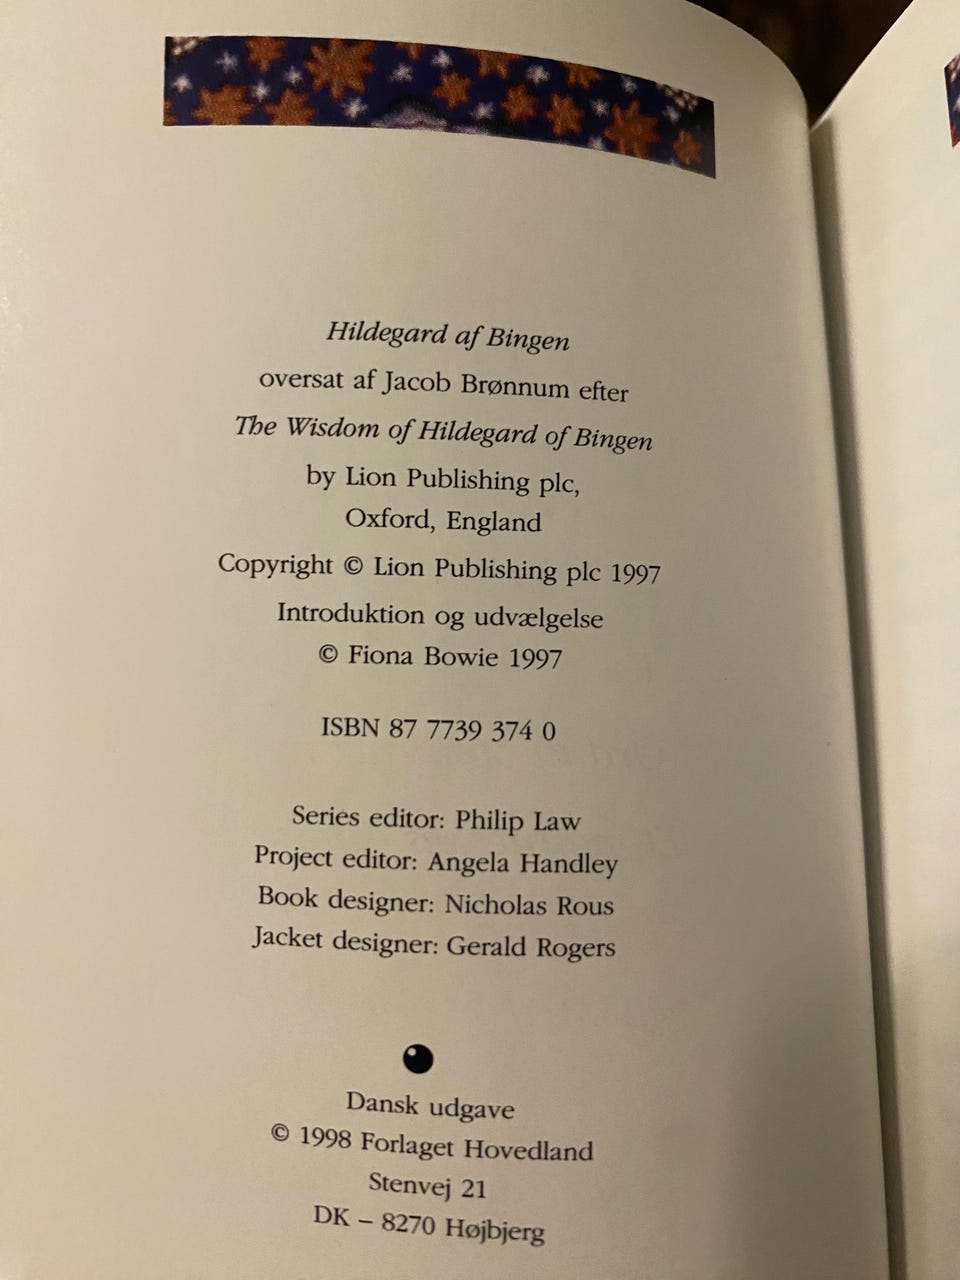 Hildegard af Bingen
oversat af Jacob Brønnum efter
The Wisdom of Hildegard of Bingen
by Lion Publishing plc,
Oxford, England
Copyright © Lion Publishing plc 1997
Introduktion og udvælgelse
© Fiona Bowie 1997
ISBN 87 7739 374 0
Series editor: Philip Law
Project editor: Angela Handley
Book designer: Nicholas Rous
Jacket designer: Gerald Rogers
Dansk udgave
© 1998 Forlaget Hovedland
Stenvej 21
DK – 8270 Højbjerg